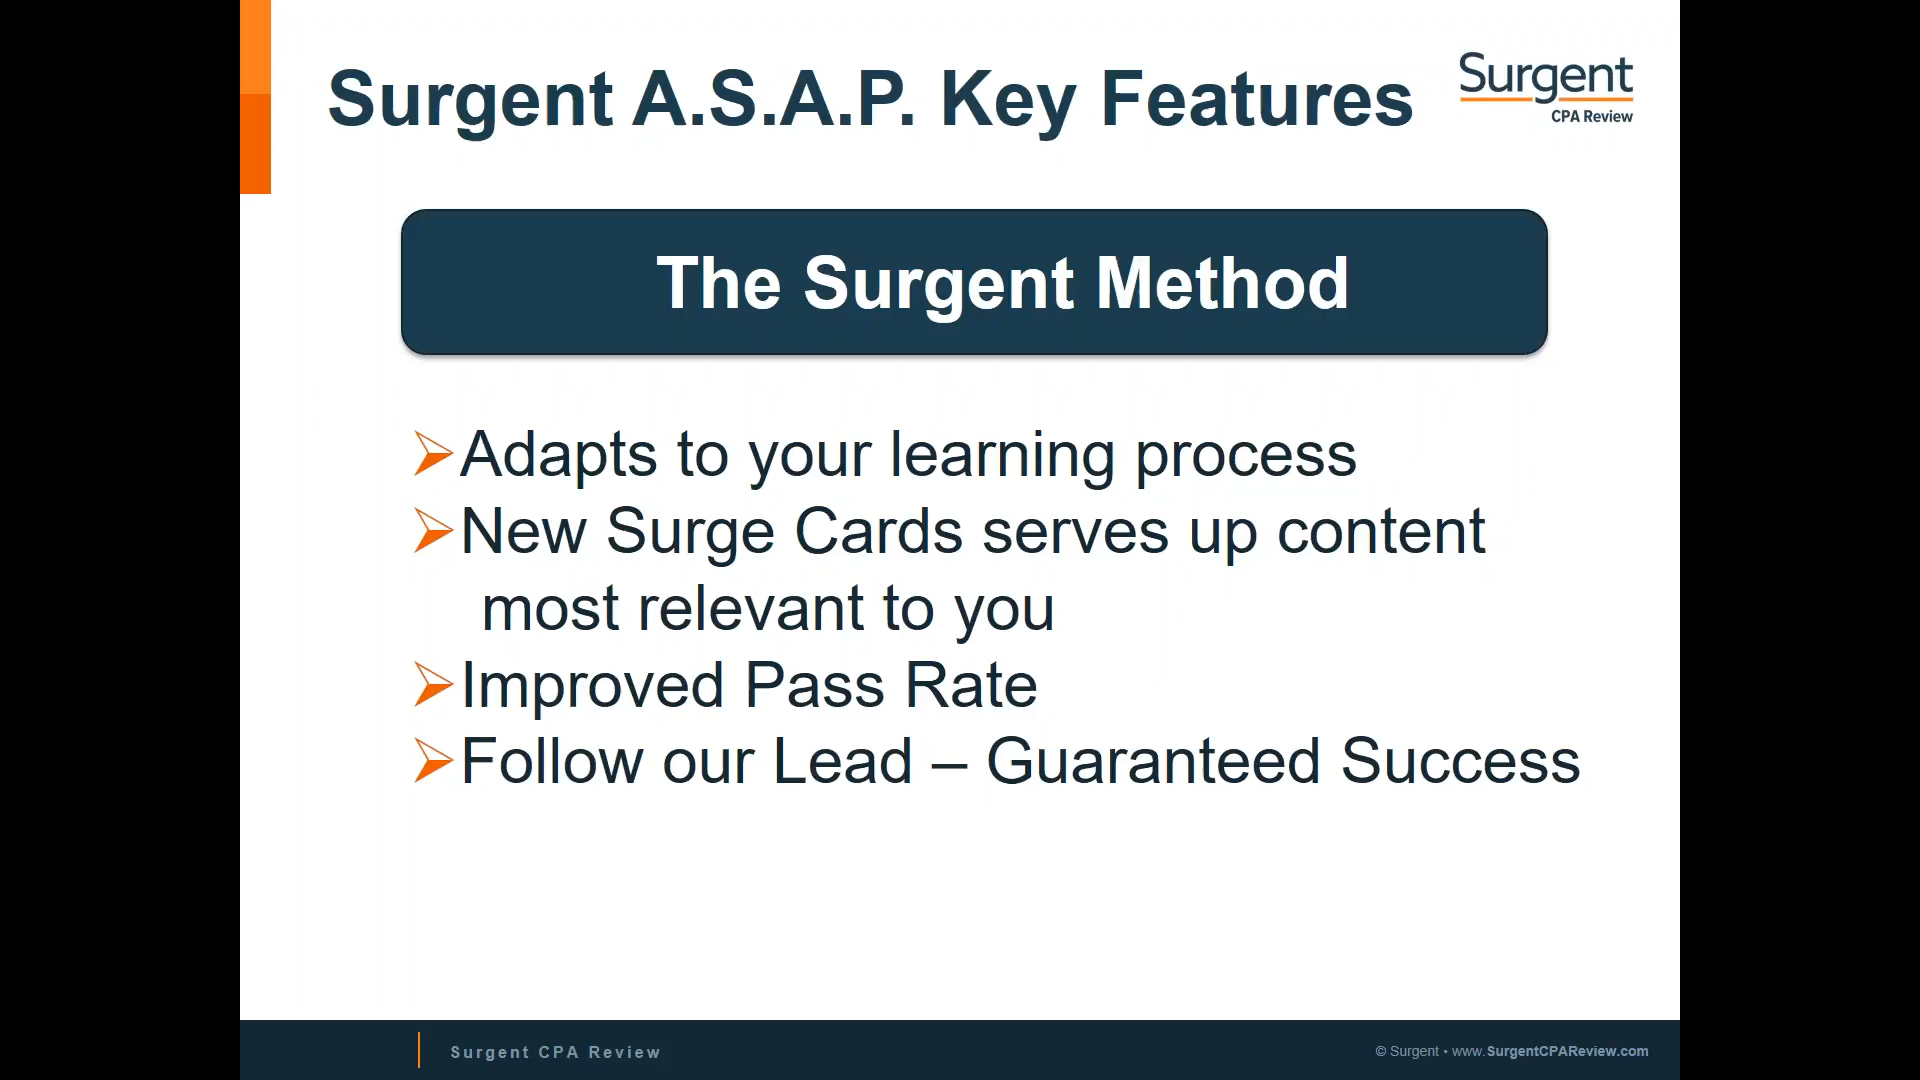 Surgent A.S.A.P. Key Features
Surgent
CPA Review
The Surgent Method
Adapts to your learning process
New Surge Cards serves up content
most relevant to you
Improved Pass Rate
Follow our Lead – Guaranteed Success
Surgent CPA Review
© Surgent • www.SurgentCPAReview.com